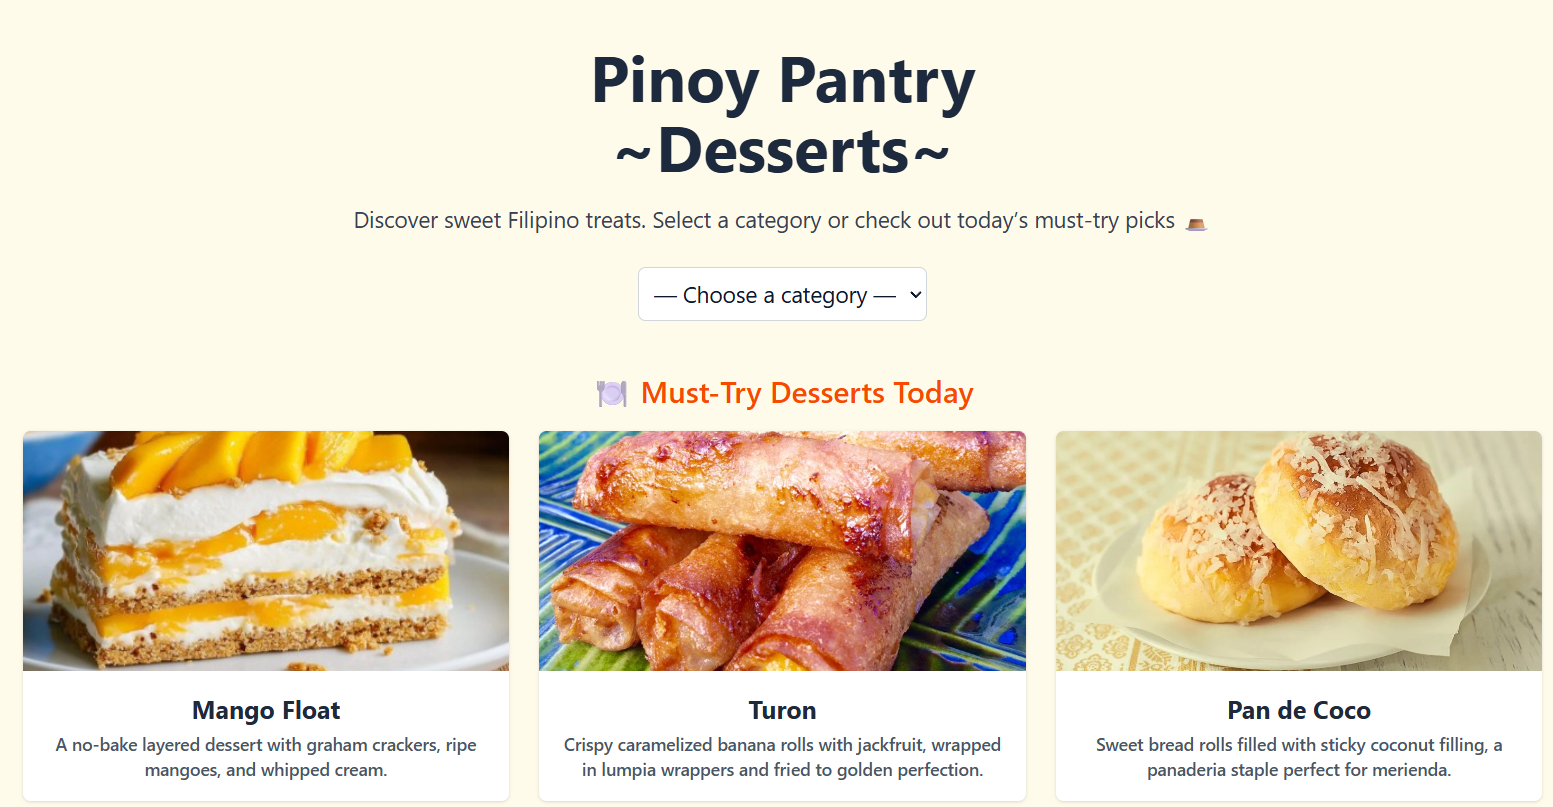 Pinoy Pantry
~Desserts~
Discover sweet Filipino treats. Select a category or check out today’s must-try picks 🍮
— Choose a category —
🍽️ Must-Try Desserts Today
Mango Float
A no-bake layered dessert with graham crackers, ripe
mangoes, and whipped cream.
Turon
Crispy caramelized banana rolls with jackfruit, wrapped
in lumpia wrappers and fried to golden perfection.
Pan de Coco
Sweet bread rolls filled with sticky coconut filling, a
panaderia staple perfect for merienda.